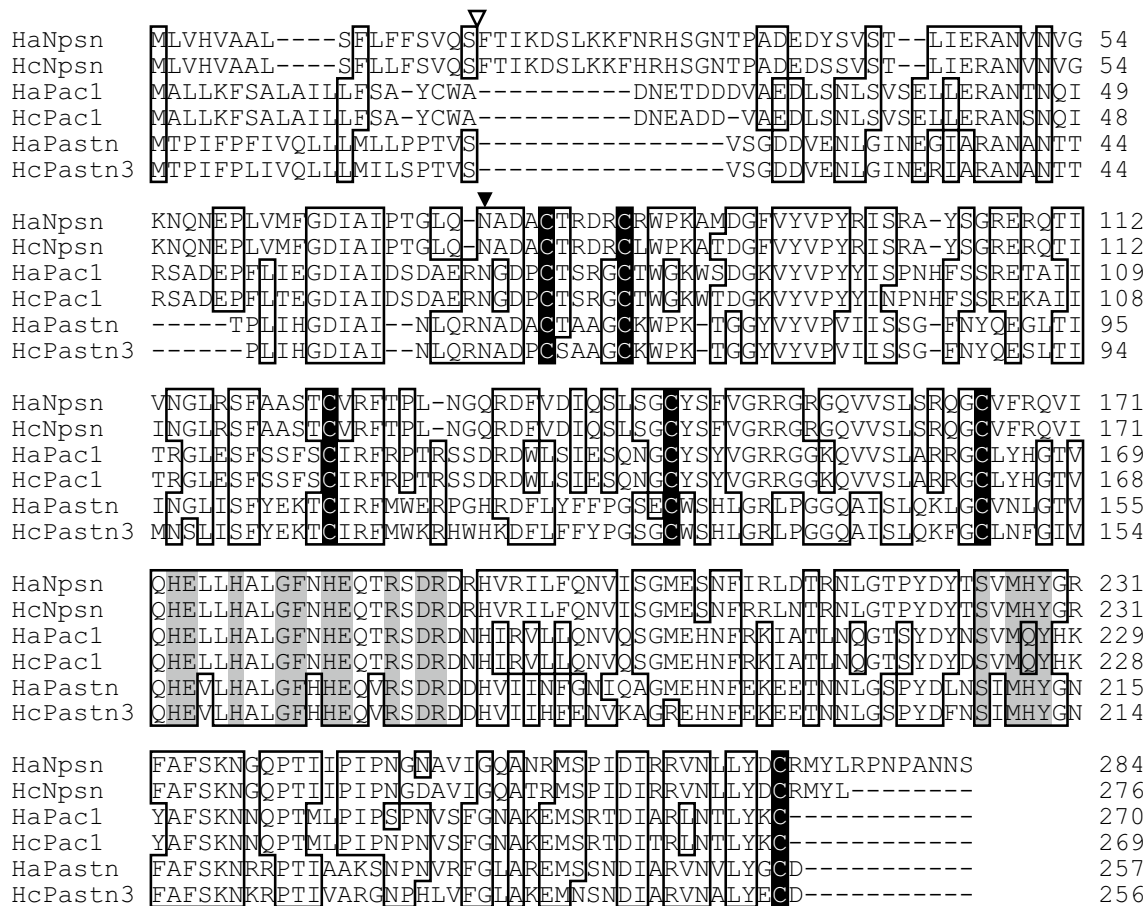 HaNpsn MLVHVAAL----SFLFFSVQSFTIKDSLKKFNRHSGNTPADEDYSVST--LIERANVNVG 54
HcNpsn MLVHVAAL----SFLLFSVQSFTIKDSLKKFHRHSGNTPADEDSSVST--LIERANVNVG 54
HaPac1 MALLKFSALAILLFSA-YCWA----------DNETDDDVAEDLSNLSVSELLERANTNQI 49
HcPac1 MALLKFSALAILLFSA-YCWA----------DNEADD-VAEDLSNLSVSELLERANSNQI 48
HaPastn MTPIFPFIVQLLLMLLPPTVS----------------VSGDDVENLGINEGIARANANTT 44
HcPastn3 MTPIFPLIVQLLLMILSPTVS----------------VSGDDVENLGINERIARANANTT 44
HaNpsn KNQNEPLVMFGDIAIPTGLQ-NADACTRDRCRWPKAMDGFVYVPYRISRA-YSGRERQTI 112
HcNpsn KNQNEPLVMFGDIAIPTGLQ-NADACTRDRCLWPKATDGFVYVPYRISRA-YSGRERQTI 112
HaPac1 RSADEPFLIEGDIAIDSDAERNGDPCTSRGCTWGKWSDGKVYVPYYISPNHFSSRETAII 109
HcPac1 RSADEPFLTEGDIAIDSDAERNGDPCTSRGCTWGKWTDGKVYVPYYINPNHFSSREKAII 108
HaPastn -----TPLIHGDIAI--NLQRNADACTAAGCKWPK-TGGYVYVPVIISSG-FNYQEGLTI 95
HcPastn3 ------PLIHGDIAI--NLQRNADPCSAAGCKWPK-TGGYVYVPVIISSG-FNYQESLTI 94
HaNpsn VNGLRSFAASTCVRFTPL-NGQRDFVDIQSLSGCYSFVGRRGRGQVVSLSRQGCVFRQVI 171
HcNpsn INGLRSFAASTCVRFTPL-NGQRDFVDIQSLSGCYSFVGRRGRGQVVSLSRQGCVFRQVI 171
HaPac1 TRGLESFSSFSCIRFRPTRSSDRDWLSIESQNGCYSYVGRRGGKQVVSLARRGCLYHGTV 169
HcPac1 TRGLESFSSFSCIRFRPTRSSDRDWLSIESQNGCYSYVGRRGGKQVVSLARRGCLYHGTV 168
HaPastn INGLISFYEKTCIRFMWERPGHRDFLYFFPGSECWSHLGRLPGGQAISLQKLGCVNLGTV 155
HcPastn3 MNSLISFYEKTCIRFMWKRHWHKDFLFFYPGSGCWSHLGRLPGGQAISLQKFGCLNFGIV 154
HaNpsn QHELLHALGFNHEQTRSDRDRHVRILFQNVISGMESNFIRLDTRNLGTPYDYTSVMHYGR 231
HcNpsn QHELLHALGFNHEQTRSDRDRHVRILFQNVISGMESNFRRLNTRNLGTPYDYTSVMHYGR 231
HaPac1 QHELLHALGFNHEQTRSDRDNHIRVLLQNVQSGMEHNFRKIATLNQGTSYDYNSVMQYHK 229
HcPac1 QHELLHALGFNHEQTRSDRDNHIRVLLQNVQSGMEHNFRKIATLNQGTSYDYDSVMQYHK 228
HaPastn QHEVLHALGFHHEQVRSDRDDHVIINFGNIQAGMEHNFEKEETNNLGSPYDLNSIMHYGN 215
HcPastn3 QHEVLHALGFHHEQVRSDRDDHVIIHFENVKAGREHNFEKEETNNLGSPYDFNSIMHYGN 214
HaNpsn FAFSKNGQPTIIPIPNGNAVIGQANRMSPIDIRRVNLLYDCRMYLRPNPANNS 284
HcNpsn FAFSKNGQPTIIPIPNGDAVIGQATRMSPIDIRRVNLLYDCRMYL-------- 276
HaPac1 YAFSKNNQPTMLPIPSPNVSFGNAKEMSRTDIARLNTLYKC------------ 270
HcPac1 YAFSKNNQPTMLPIPNPNVSFGNAKEMSRTDITRLNTLYKC------------ 269
HaPastn FAFSKNRRPTIAAKSNPNVRFGLAREMSSNDIARVNVLYGCD----------- 257
HcPastn3 FAFSKNKRPTIVARGNPHLVFGLAKEMNSNDIARVNALYECD----------- 256